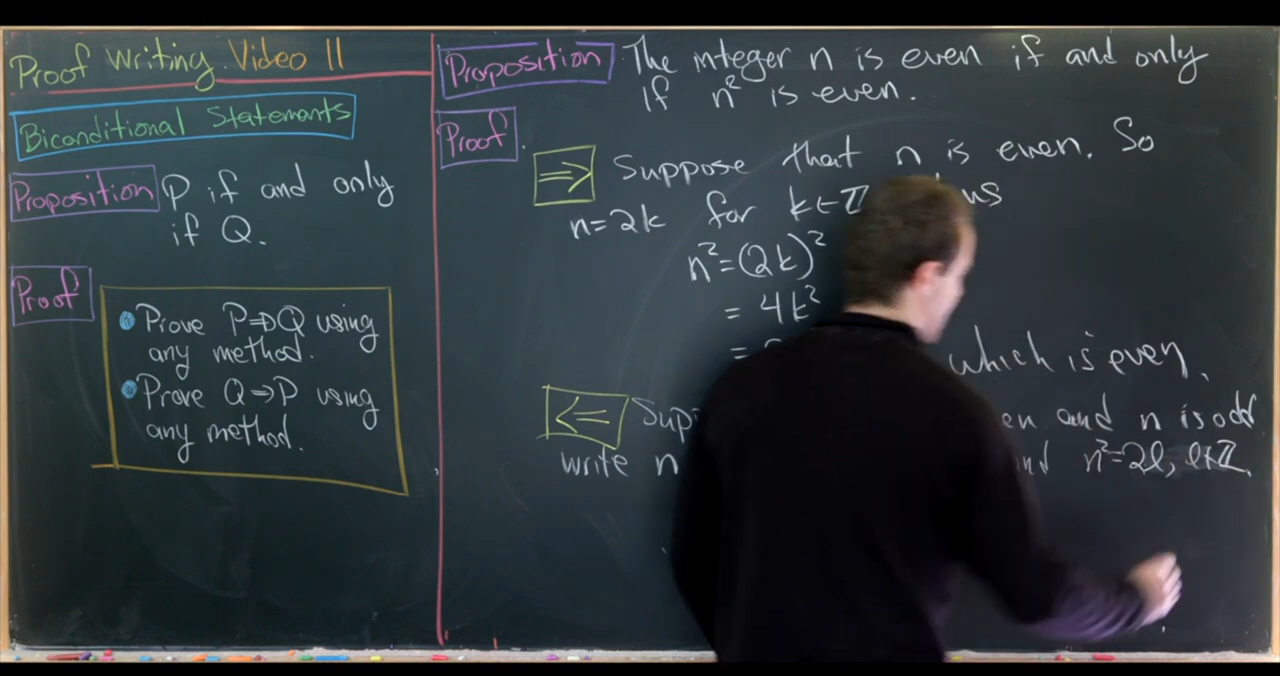 Proof Writing Video 11
Biconditional Statements
Proposition P if and only
if Q.
Proof
• Prove P⇒Q using
any method.
• Prove Q⇒P using
any method.
Proposition The integer n is even if and only
if n² is even.
Proof.
⇒ Suppose that n is even. So
n=2k for k∈ℤ
n²=(2k)²
= 4k²
= which is even.
⇐ and n is odd
write n and n²=2ℓ, ℓ∈ℤ.